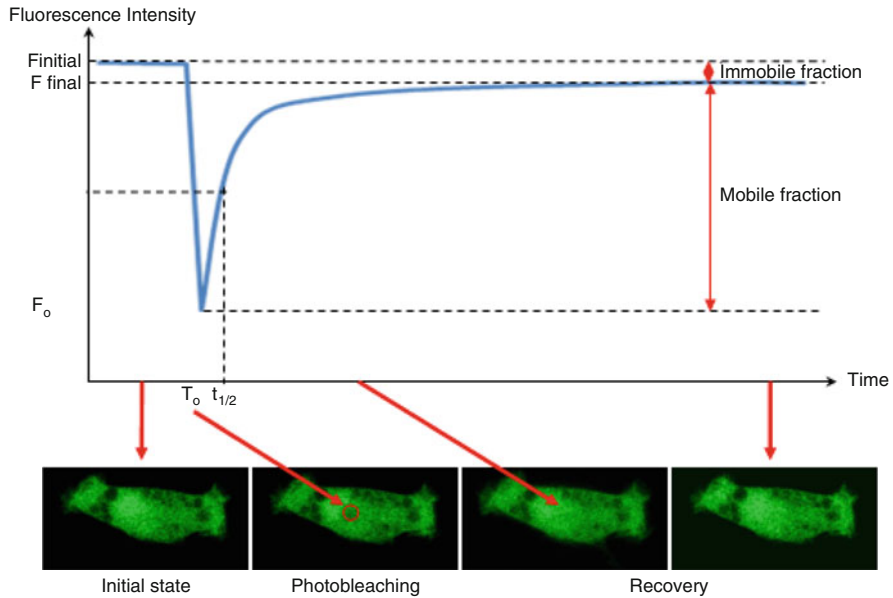 Fluorescence Intensity
Finitial
F final
Immobile fraction
Mobile fraction
Fo
Time
To t1/2
Initial state
Photobleaching
Recovery